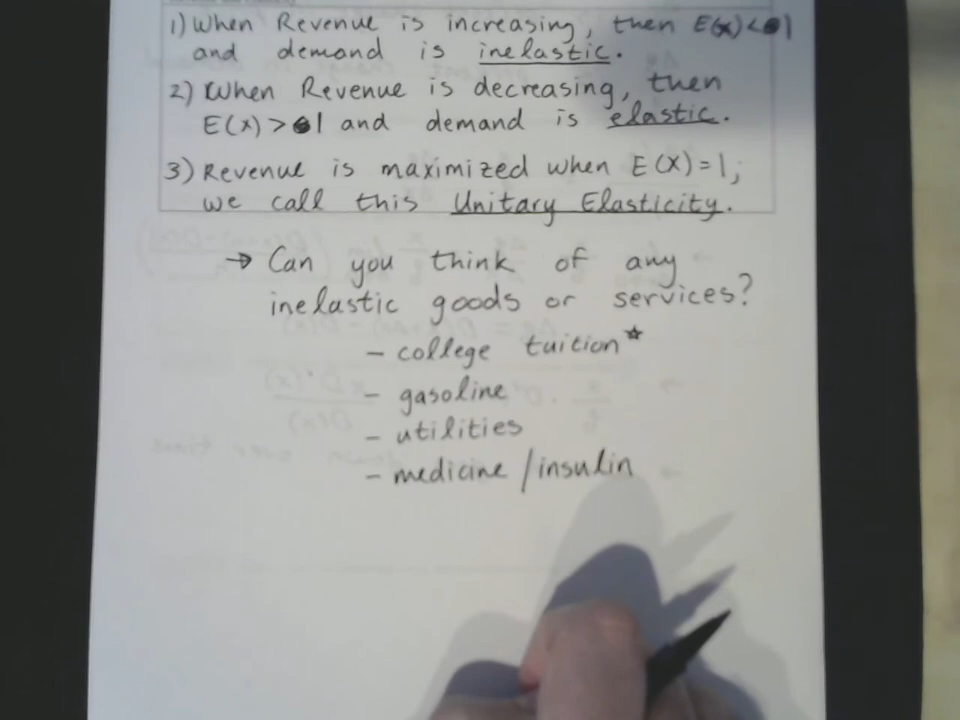 1) When Revenue is increasing, then E(x)<1
and demand is inelastic.
2) When Revenue is decreasing, then
E(x)>1 and demand is elastic.
3) Revenue is maximized when E(x)=1,
we call this Unitary Elasticity.
→ Can you think of any
inelastic goods or services?
- college tuition*
- gasoline
- utilities
- medicine/insulin